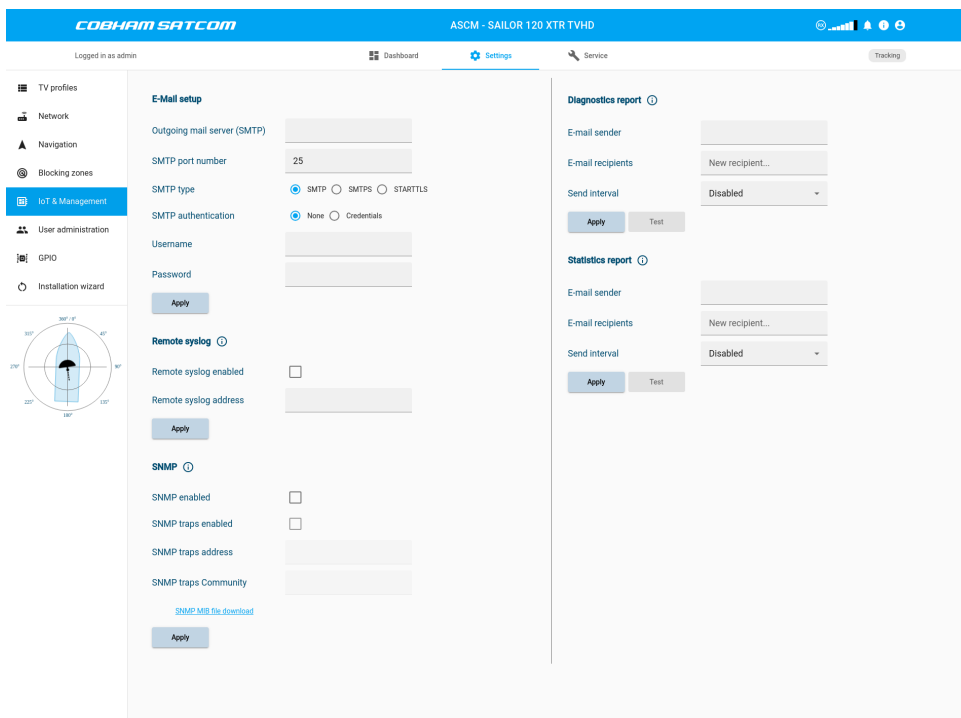 COBHAM SATCOM
ASCM - SAILOR 120 XTR TVHD
RX
Logged in as admin
Dashboard
Settings
Service
Tracking
TV profiles
Network
Navigation
Blocking zones
IoT & Management
User administration
GPIO
Installation wizard
360° / 0°
315°
45°
270°
90°
225°
135°
180°
E-Mail setup
Outgoing mail server (SMTP)
SMTP port number 25
SMTP type SMTP SMTPS STARTTLS
SMTP authentication None Credentials
Username
Password
Apply
Remote syslog
Remote syslog enabled
Remote syslog address
Apply
SNMP
SNMP enabled
SNMP traps enabled
SNMP traps address
SNMP traps Community
SNMP MIB file download
Apply
Diagnostics report
E-mail sender
E-mail recipients New recipient...
Send interval Disabled
Apply Test
Statistics report
E-mail sender
E-mail recipients New recipient...
Send interval Disabled
Apply Test